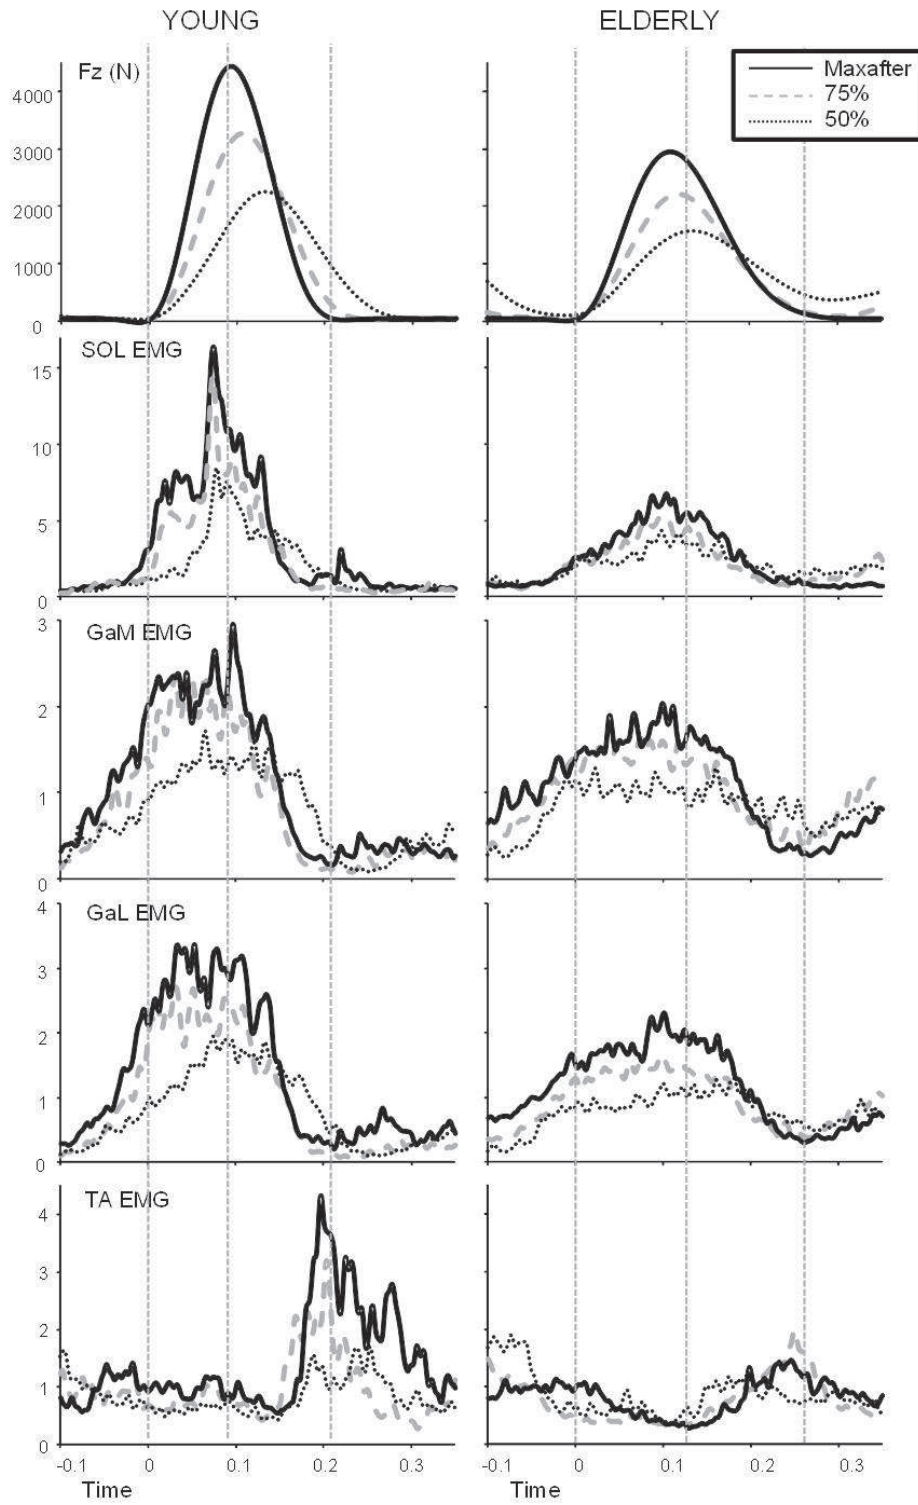 YOUNG ELDERLY
Fz (N)
Maxafter
75%
50%
4000
3000
2000
1000
0
SOL EMG
15
10
5
0
GaM EMG
3
2
1
0
GaL EMG
4
3
2
1
0
TA EMG
4
3
2
1
0
-0.1 0 0.1 0.2 0.3 -0.1 0 0.1 0.2 0.3
Time Time